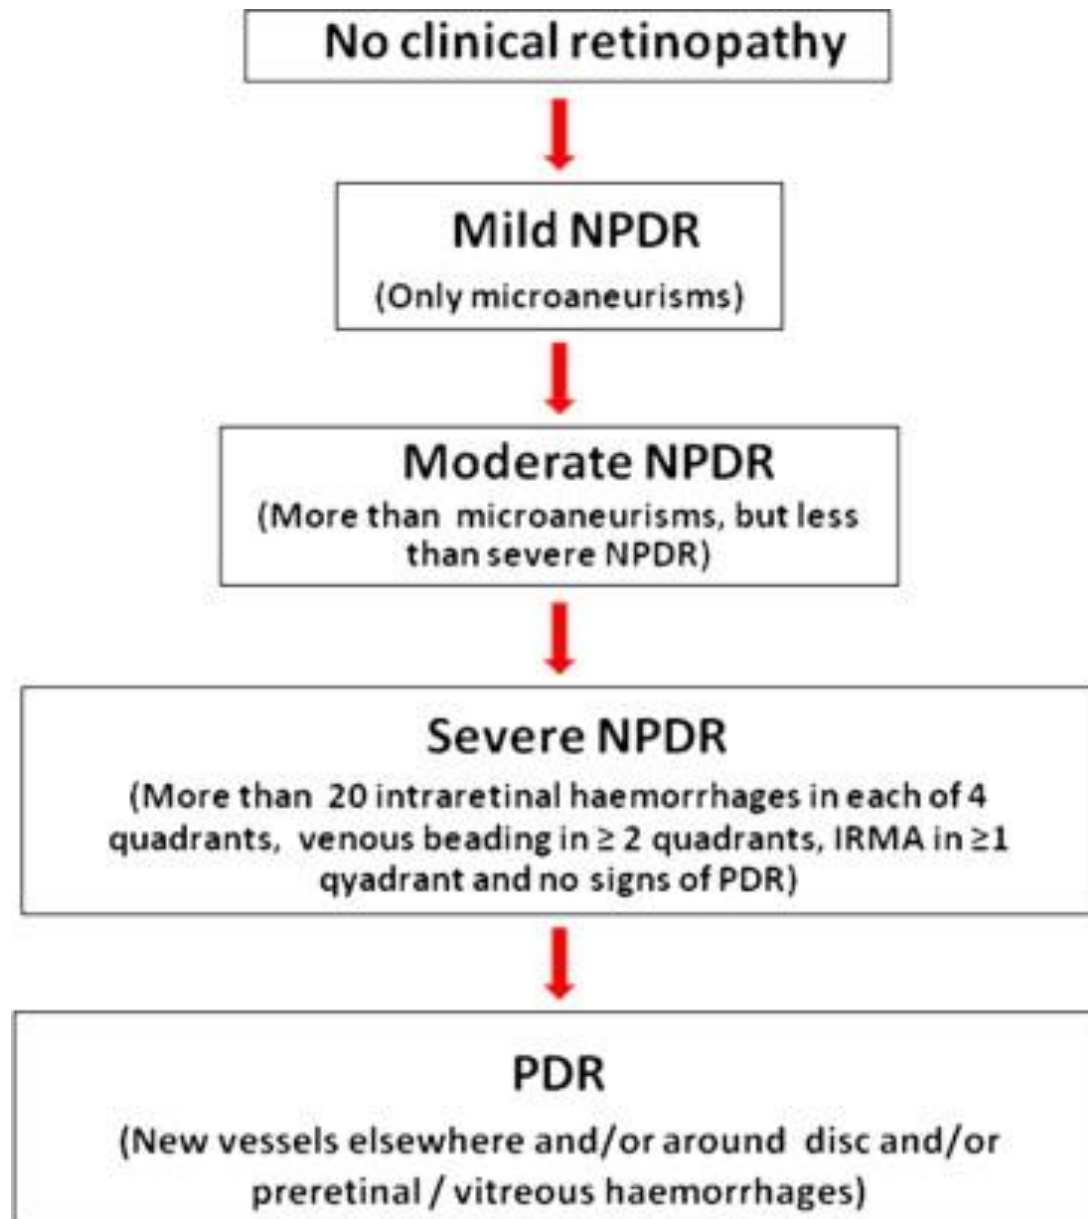 No clinical retinopathy
Mild NPDR
(Only microaneurisms)
Moderate NPDR
(More than microaneurisms, but less
than severe NPDR)
Severe NPDR
(More than 20 intraretinal haemorrhages in each of 4
quadrants, venous beading in ≥ 2 quadrants, IRMA in ≥1
qyadrant and no signs of PDR)
PDR
(New vessels elsewhere and/or around disc and/or
preretinal / vitreous haemorrhages)